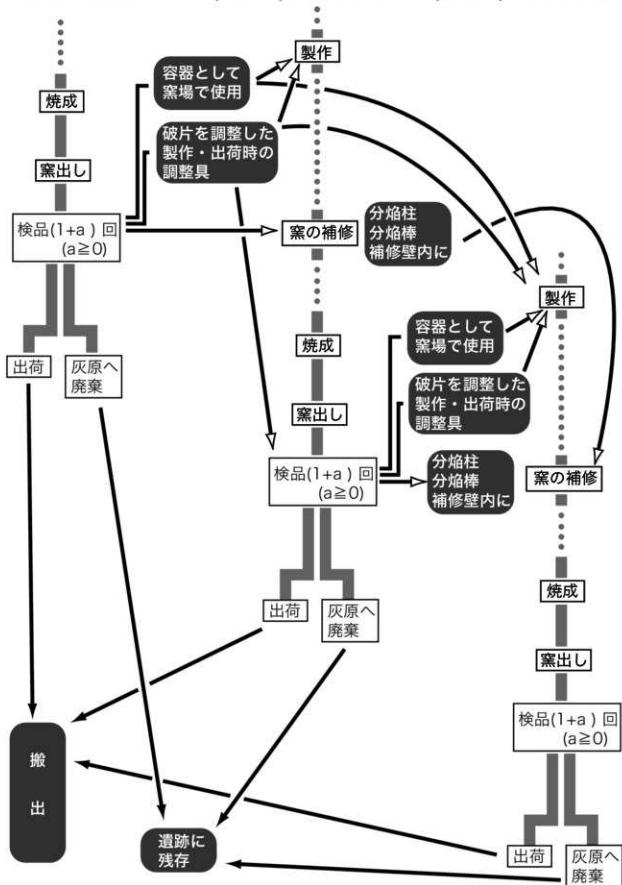 製作
容器として
窯場で使用
焼成
破片を調整した
製作・出荷時の
調整具
窯出し
検品(1+a) 回
(a≧0)
窯の補修
分焔柱
分焔棒
補修壁内に
出荷
灰原へ
廃棄
製作
容器として
窯場で使用
焼成
破片を調整した
製作・出荷時の
調整具
窯出し
検品(1+a) 回
(a≧0)
分焔柱
分焔棒
補修壁内に
窯の補修
出荷
灰原へ
廃棄
焼成
窯出し
検品(1+a) 回
(a≧0)
搬
出
遺跡に
残存
出荷
灰原へ
廃棄